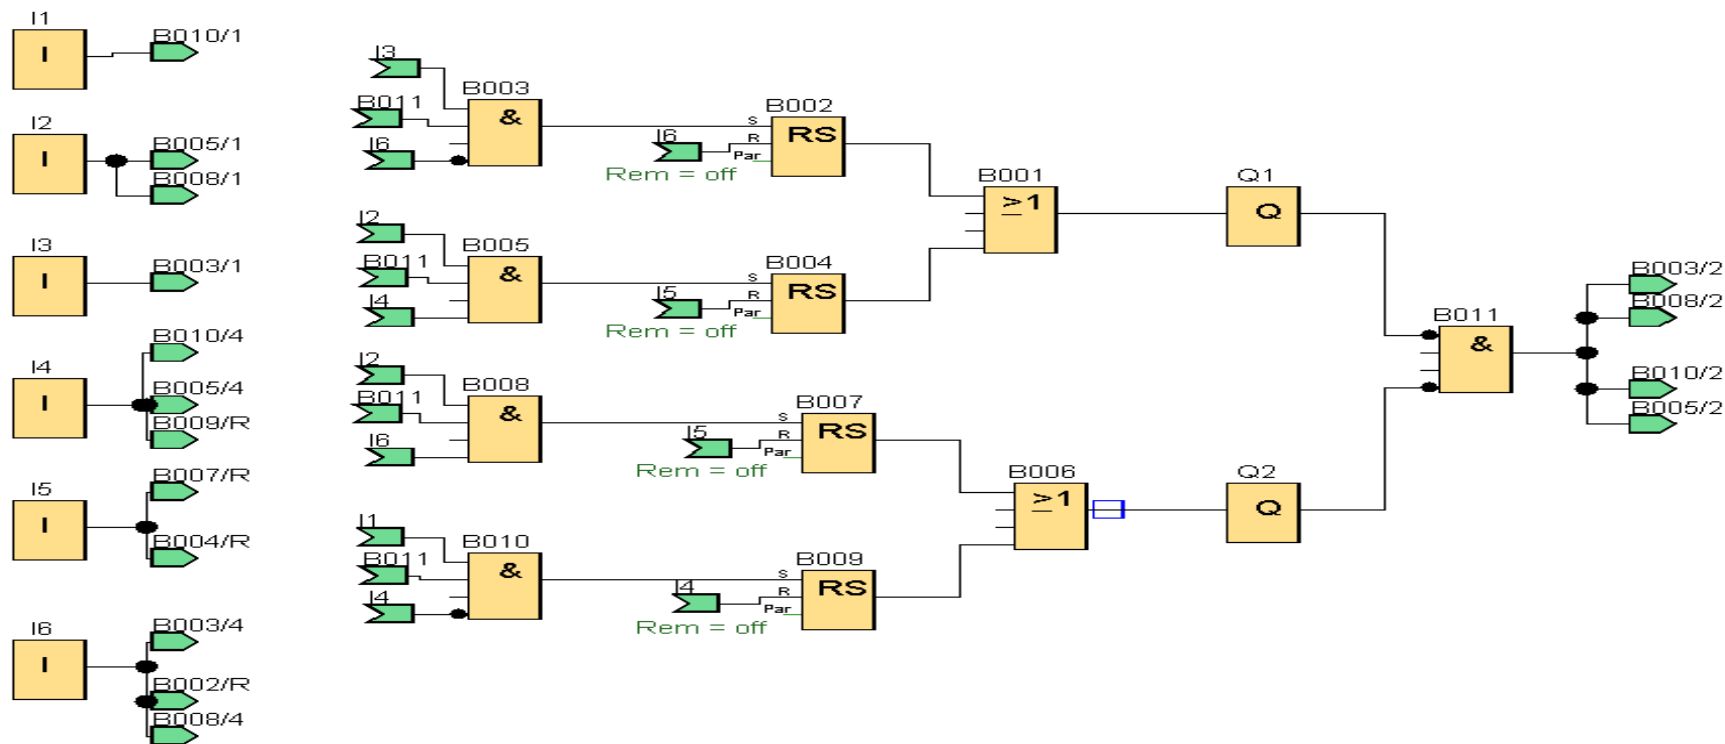 I1
I
B010/1
I2
I
B005/1
B008/1
I3
I
B003/1
I4
I
B010/4
B005/4
B009/R
I5
I
B007/R
B004/R
I6
I
B003/4
B002/R
B008/4
I3
B011
I6
B003
&
I6
Rem = off
B002
S
R
Par
RS
I2
B011
I4
B005
&
I5
Rem = off
B004
S
R
Par
RS
I2
B011
I6
B008
&
I5
Rem = off
B007
S
R
Par
RS
I1
B011
I4
B010
&
I4
Rem = off
B009
S
R
Par
RS
B001
≥1
B006
≥1
Q1
Q
Q2
Q
B011
&
B003/2
B008/2
B010/2
B005/2